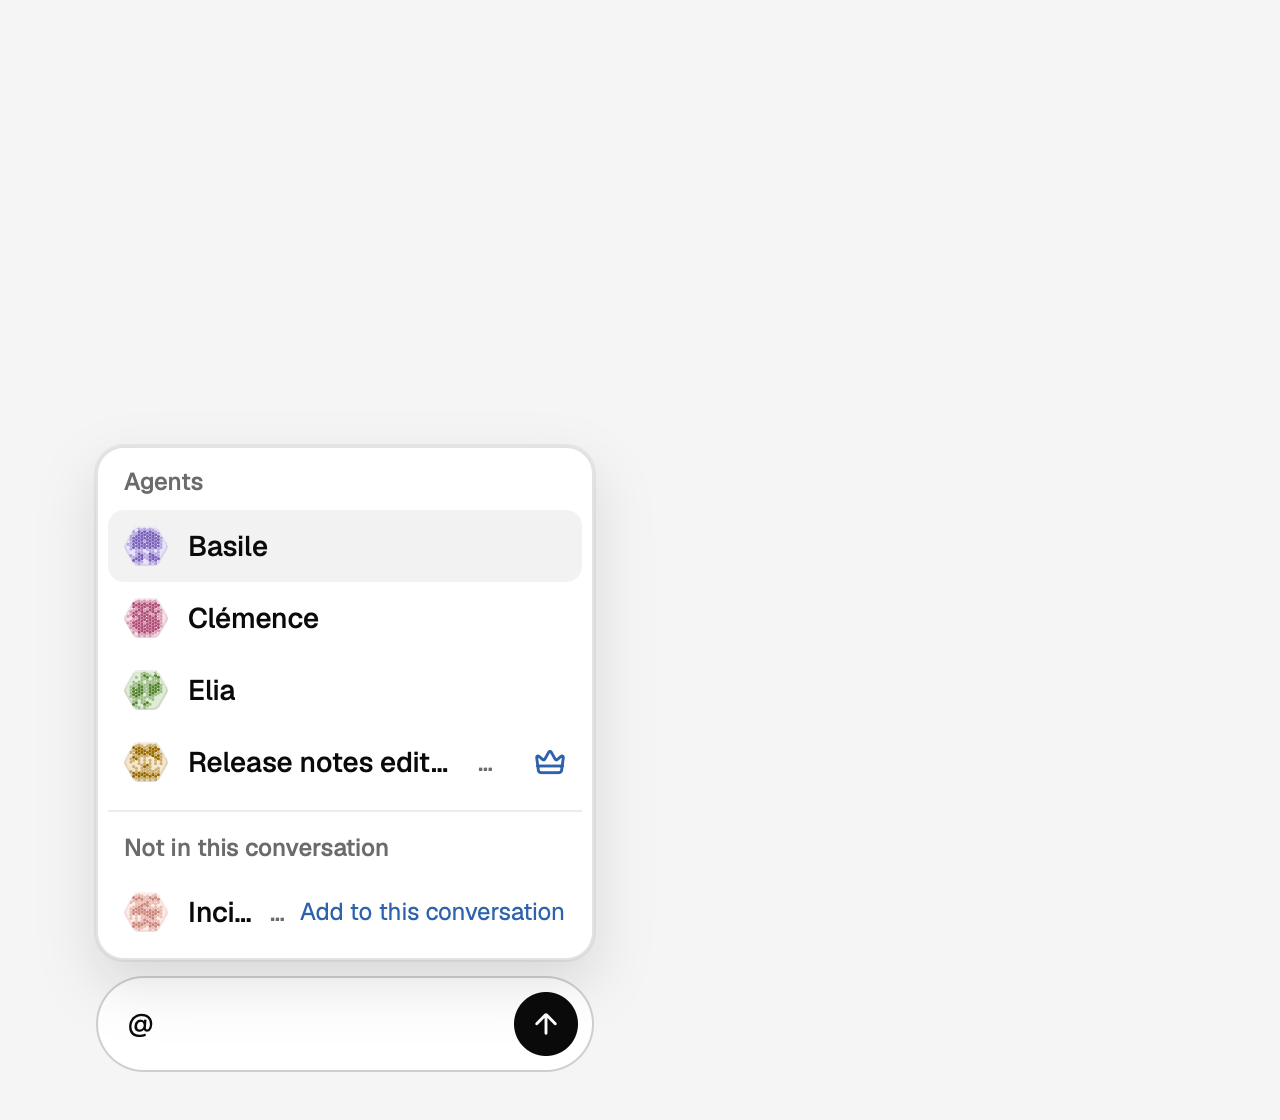 Agents
Basile
Clémence
Elia
Release notes edit... ...
Not in this conversation
Inci... ... Add to this conversation
@